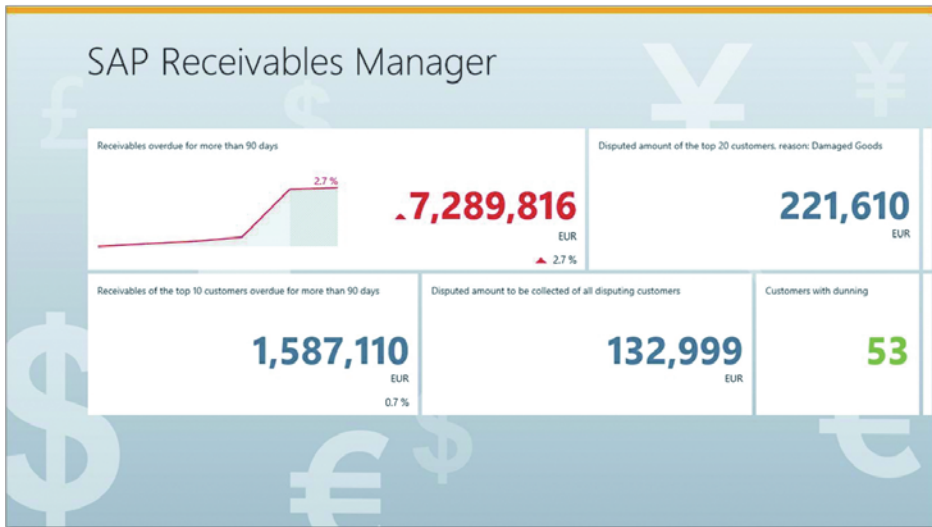 SAP Receivables Manager
Receivables overdue for more than 90 days
2.7 %
7,289,816
EUR
2.7 %
Disputed amount of the top 20 customers, reason: Damaged Goods
221,610
EUR
Receivables of the top 10 customers overdue for more than 90 days
1,587,110
EUR
0.7 %
Disputed amount to be collected of all disputing customers
132,999
EUR
Customers with dunning
53